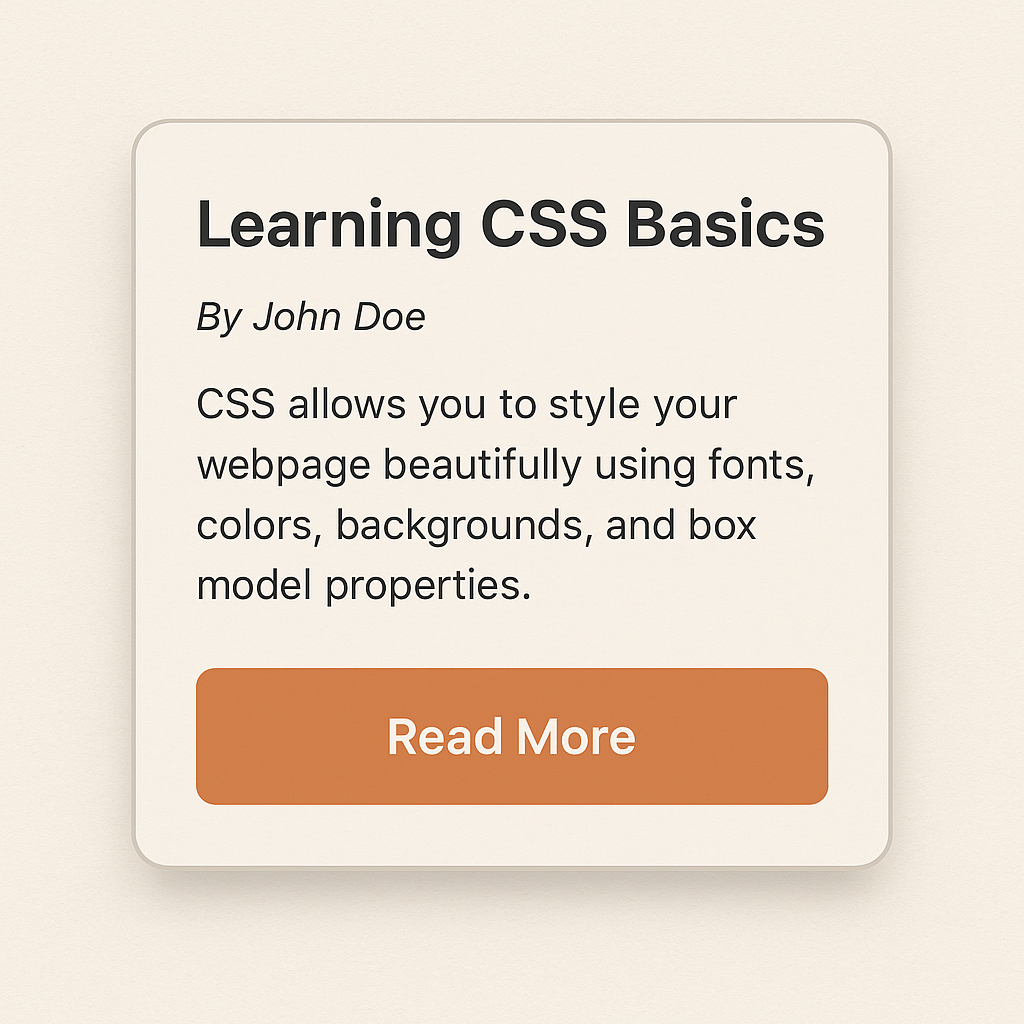 Learning CSS Basics
By John Doe
CSS allows you to style your
webpage beautifully using fonts,
colors, backgrounds, and box
model properties.
Read More